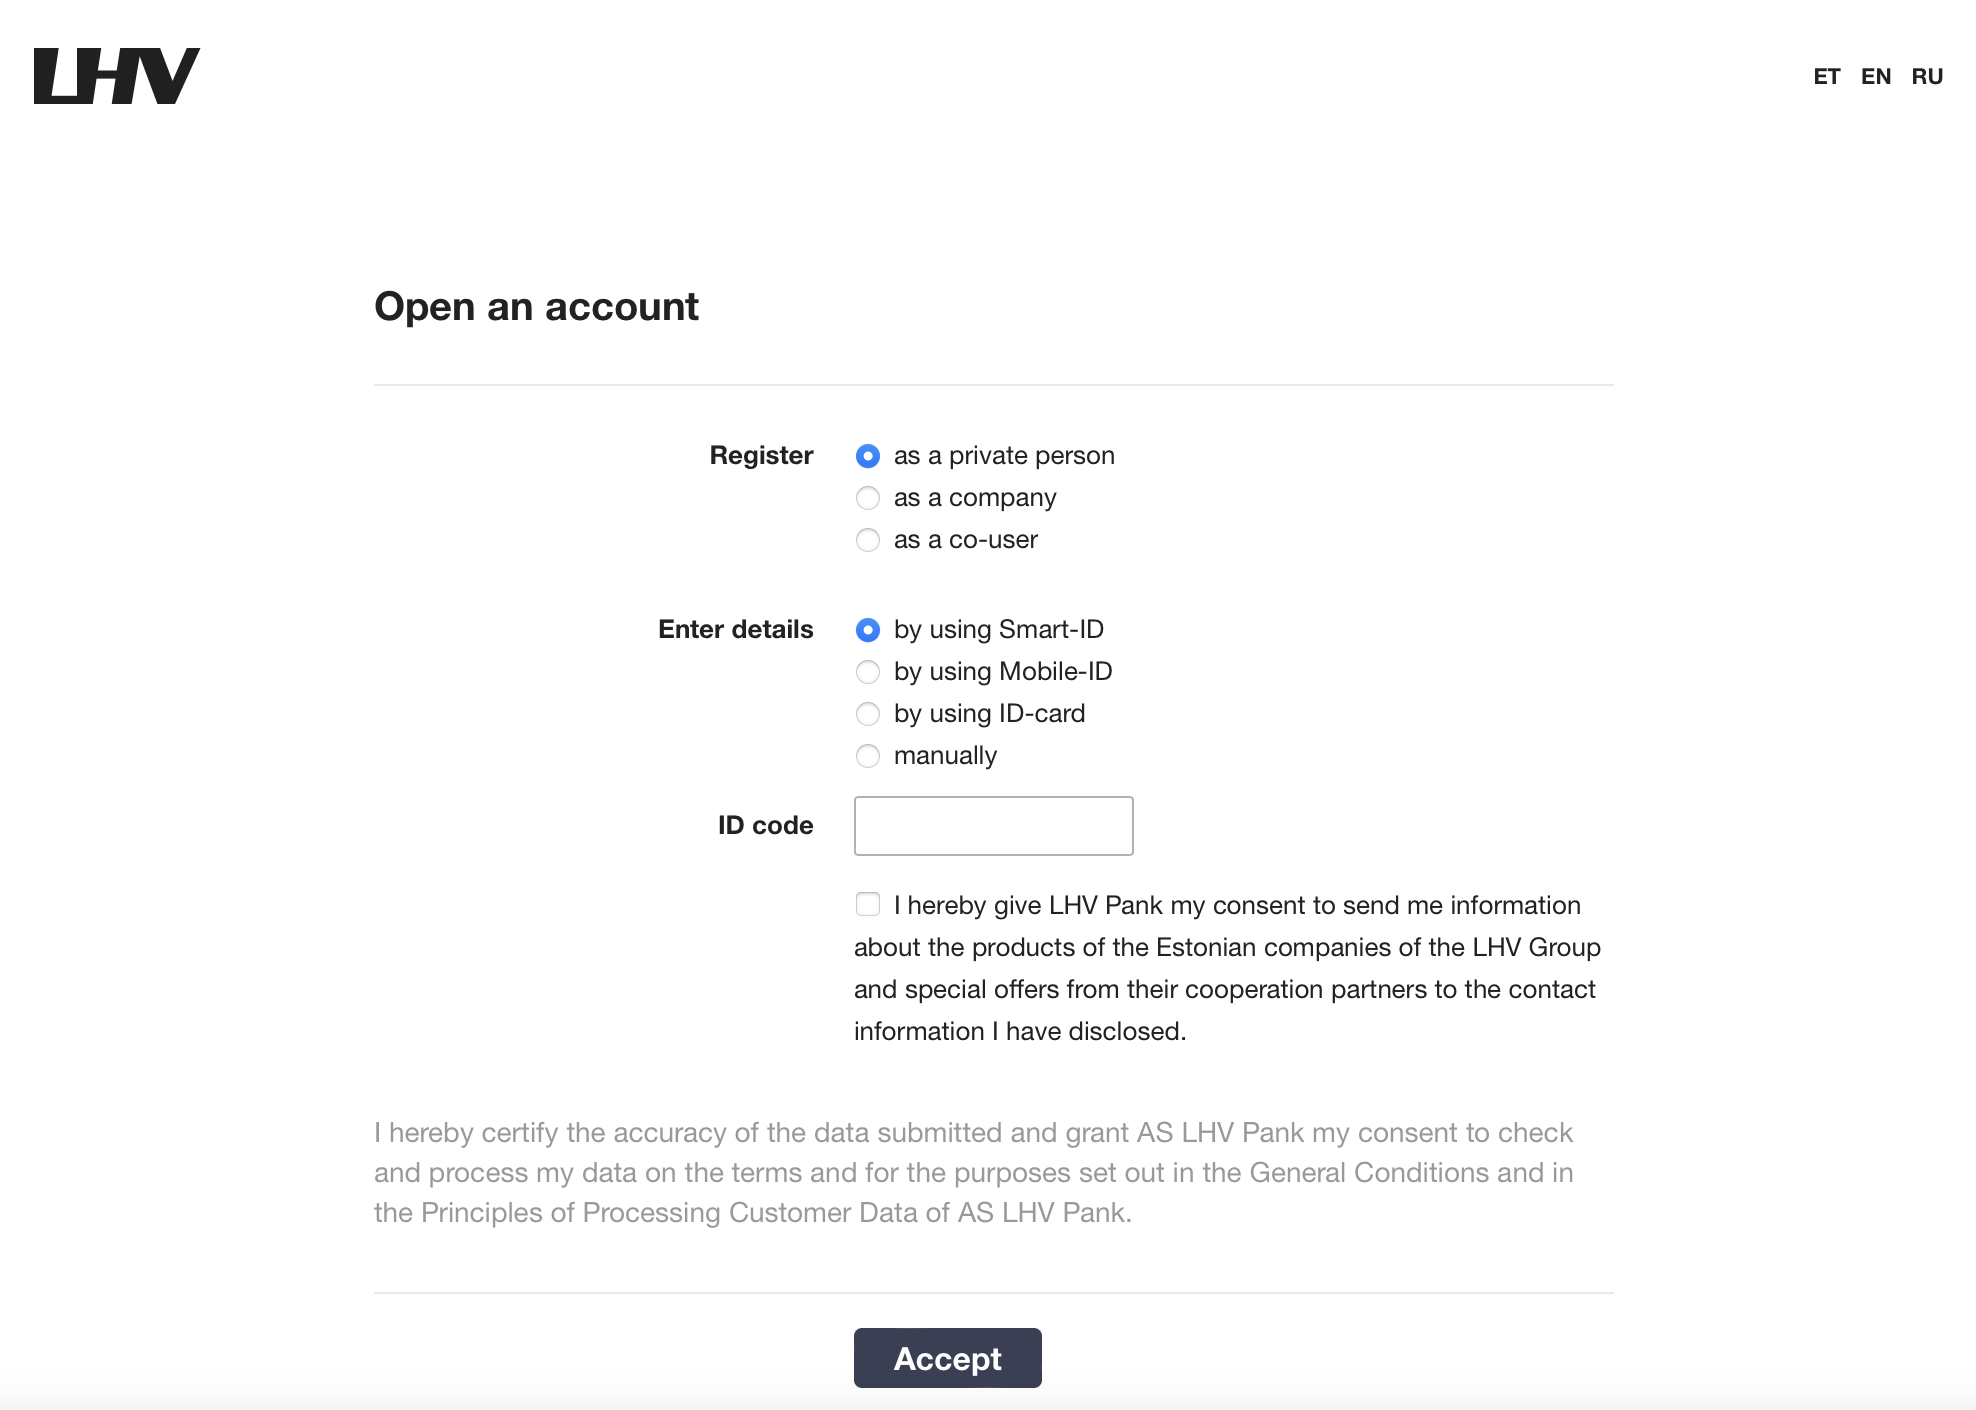 LHV
ET EN RU
Open an account
Register
as a private person
as a company
as a co-user
Enter details
by using Smart-ID
by using Mobile-ID
by using ID-card
manually
ID code
I hereby give LHV Pank my consent to send me information
about the products of the Estonian companies of the LHV Group
and special offers from their cooperation partners to the contact
information I have disclosed.
I hereby certify the accuracy of the data submitted and grant AS LHV Pank my consent to check
and process my data on the terms and for the purposes set out in the General Conditions and in
the Principles of Processing Customer Data of AS LHV Pank.
Accept